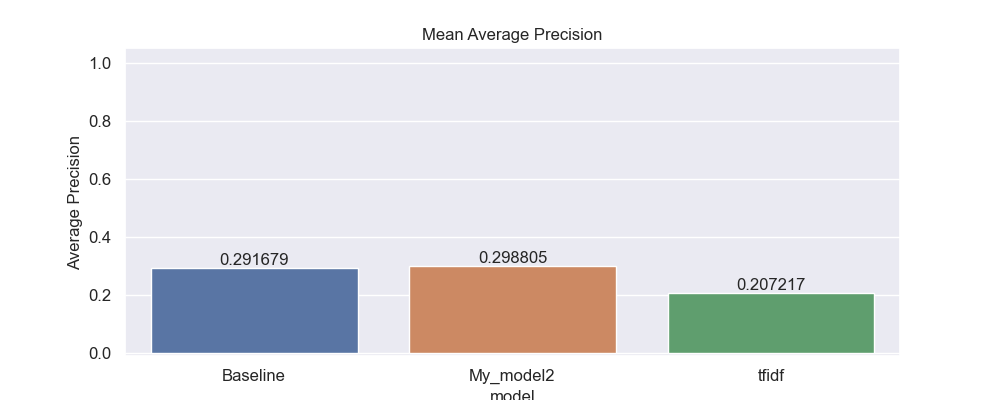 Mean Average Precision
1.0
0.8
0.6
0.4
0.2
0.0
Average Precision
0.291679
0.298805
0.207217
Baseline My_model2 tfidf
model